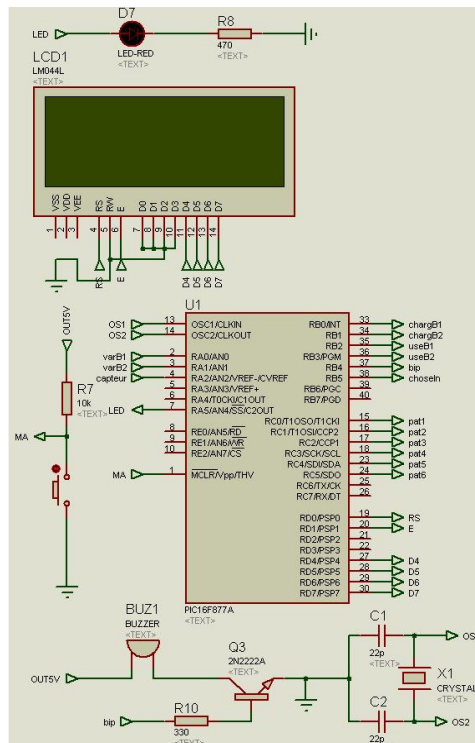 D7
LED
R8
LED-RED
<TEXT>
470
<TEXT>
LCD1
LM044L
<TEXT>
VSS VDD VEE RS RW E D0 D1 D2 D3 D4 D5 D6 D7
1 2 3 4 5 6 7 8 9 10 11 12 13 14
RS E D4 D5 D6 D7
OUT5V
R7
10k
<TEXT>
MA
U1
OS1 13 OSC1/CLKIN RB0/INT 33 chargB1
OS2 14 OSC2/CLKOUT RB1 34 chargB2
RB2 35 useB1
varB1 2 RA0/AN0 RB3/PGM 36 useB2
varB2 3 RA1/AN1 RB4 37 bip
capteur 4 RA2/AN2/VREF-/CVREF RB5 38 choseIn
5 RA3/AN3/VREF+ RB6/PGC 39
6 RA4/T0CKI/C1OUT RB7/PGD 40
LED 7 RA5/AN4/SS/C2OUT
RC0/T1OSO/T1CKI 15 pat1
8 RE0/AN5/RD RC1/T1OSI/CCP2 16 pat2
9 RE1/AN6/WR RC2/CCP1 17 pat3
10 RE2/AN7/CS RC3/SCK/SCL 18 pat4
RC4/SDI/SDA 23 pat5
MA 1 MCLR/Vpp/THV RC5/SDO 24 pat6
RC6/TX/CK 25
RC7/RX/DT 26
RD0/PSP0 19 RS
RD1/PSP1 20 E
RD2/PSP2 21
RD3/PSP3 22
RD4/PSP4 27 D4
RD5/PSP5 28 D5
RD6/PSP6 29 D6
RD7/PSP7 30 D7
PIC16F877A
<TEXT>
BUZ1
BUZZER
<TEXT>
OUT5V
Q3
2N2222A
<TEXT>
bip
R10
330
<TEXT>
C1
22p
<TEXT>
X1
CRYSTAL
<TEXT>
C2
22p
<TEXT>
OS2